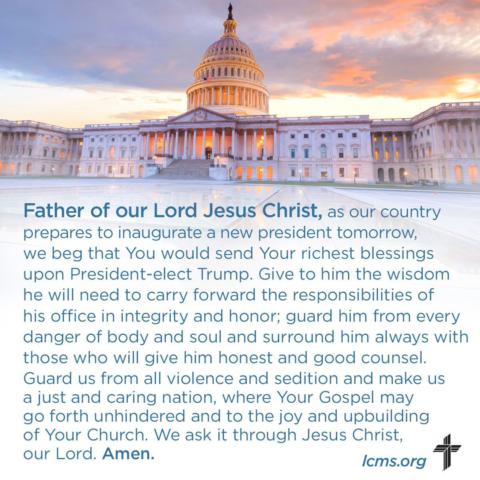 Father of our Lord Jesus Christ, as our country
prepares to inaugurate a new president tomorrow,
we beg that You would send Your richest blessings
upon President-elect Trump. Give to him the wisdom
he will need to carry forward the responsibilities of
his office in integrity and honor; guard him from every
danger of body and soul and surround him always with
those who will give him honest and good counsel.
Guard us from all violence and sedition and make us
a just and caring nation, where Your Gospel may
go forth unhindered and to the joy and upbuilding
of Your Church. We ask it through Jesus Christ,
our Lord. Amen.
lcms.org